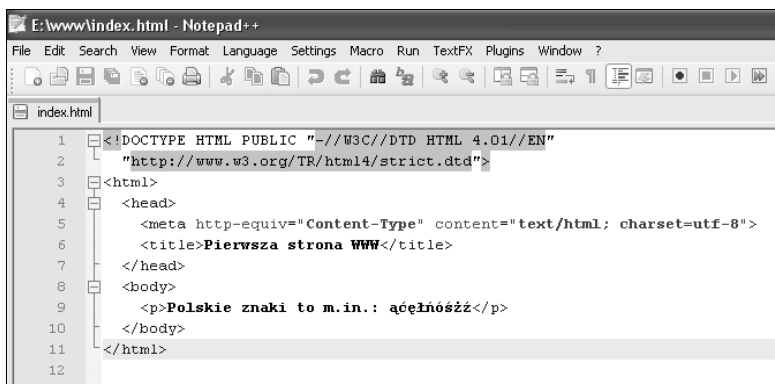 E:\www\index.html - Notepad++
File Edit Search View Format Language Settings Macro Run TextFX Plugins Window ?
index.html
1 <!DOCTYPE HTML PUBLIC "-//W3C//DTD HTML 4.01//EN"
2 "http://www.w3.org/TR/html4/strict.dtd">
3 <html>
4 <head>
5 <meta http-equiv="Content-Type" content="text/html; charset=utf-8">
6 <title>Pierwsza strona WWW</title>
7 </head>
8 <body>
9 <p>Polskie znaki to m.in.: ąćęłńóśżź</p>
10 </body>
11 </html>
12